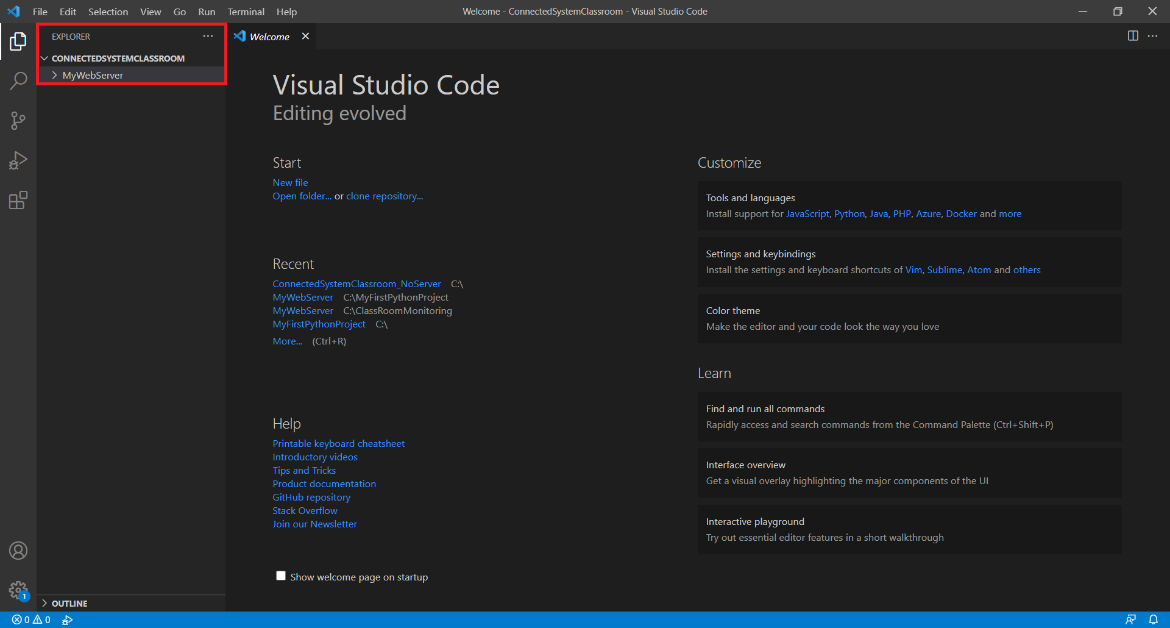 File Edit Selection View Go Run Terminal Help
Welcome - ConnectedSystemClassroom - Visual Studio Code
EXPLORER
CONNECTEDSYSTEMCLASSROOM
MyWebServer
Welcome
Visual Studio Code
Editing evolved
Start
New file
Open folder... or clone repository...
Recent
ConnectedSystemClassroom_NoServer C:\
MyWebServer C:\MyFirstPythonProject
MyWebServer C:\ClassRoomMonitoring
MyFirstPythonProject C:\
More... (Ctrl+R)
Help
Printable keyboard cheatsheet
Introductory videos
Tips and Tricks
Product documentation
GitHub repository
Stack Overflow
Join our Newsletter
Show welcome page on startup
Customize
Tools and languages
Install support for JavaScript, Python, Java, PHP, Azure, Docker and more
Settings and keybindings
Install the settings and keyboard shortcuts of Vim, Sublime, Atom and others
Color theme
Make the editor and your code look the way you love
Learn
Find and run all commands
Rapidly access and search commands from the Command Palette (Ctrl+Shift+P)
Interface overview
Get a visual overlay highlighting the major components of the UI
Interactive playground
Try out essential editor features in a short walkthrough
1
OUTLINE
0 0